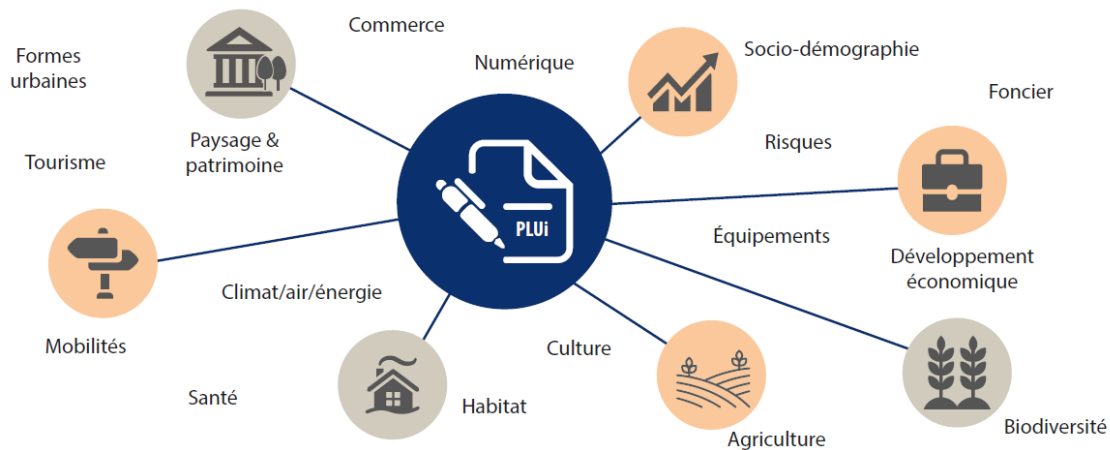 Commerce
Formes
urbaines
Numérique
Socio-démographie
Foncier
Paysage &
patrimoine
Risques
Tourisme
PLUi
Équipements
Développement
économique
Climat/air/énergie
Mobilités
Culture
Santé
Habitat
Agriculture
Biodiversité